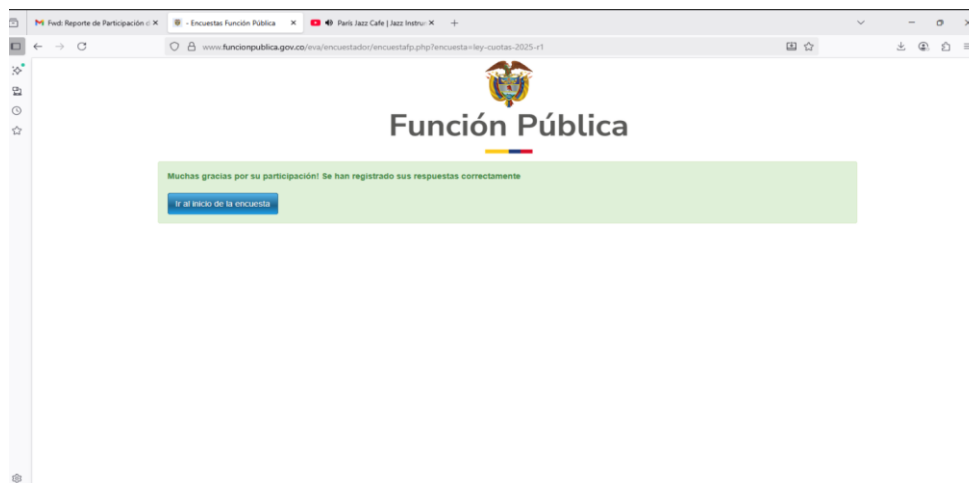 Fwd: Reporte de Participación d
- Encuestas Función Pública
Paris Jazz Cafe | Jazz Instru
www.funcionpublica.gov.co/eva/encuestador/encuestafp.php?encuesta=ley-cuotas-2025-r1
Función Pública
Muchas gracias por su participación! Se han registrado sus respuestas correctamente
Ir al inicio de la encuesta